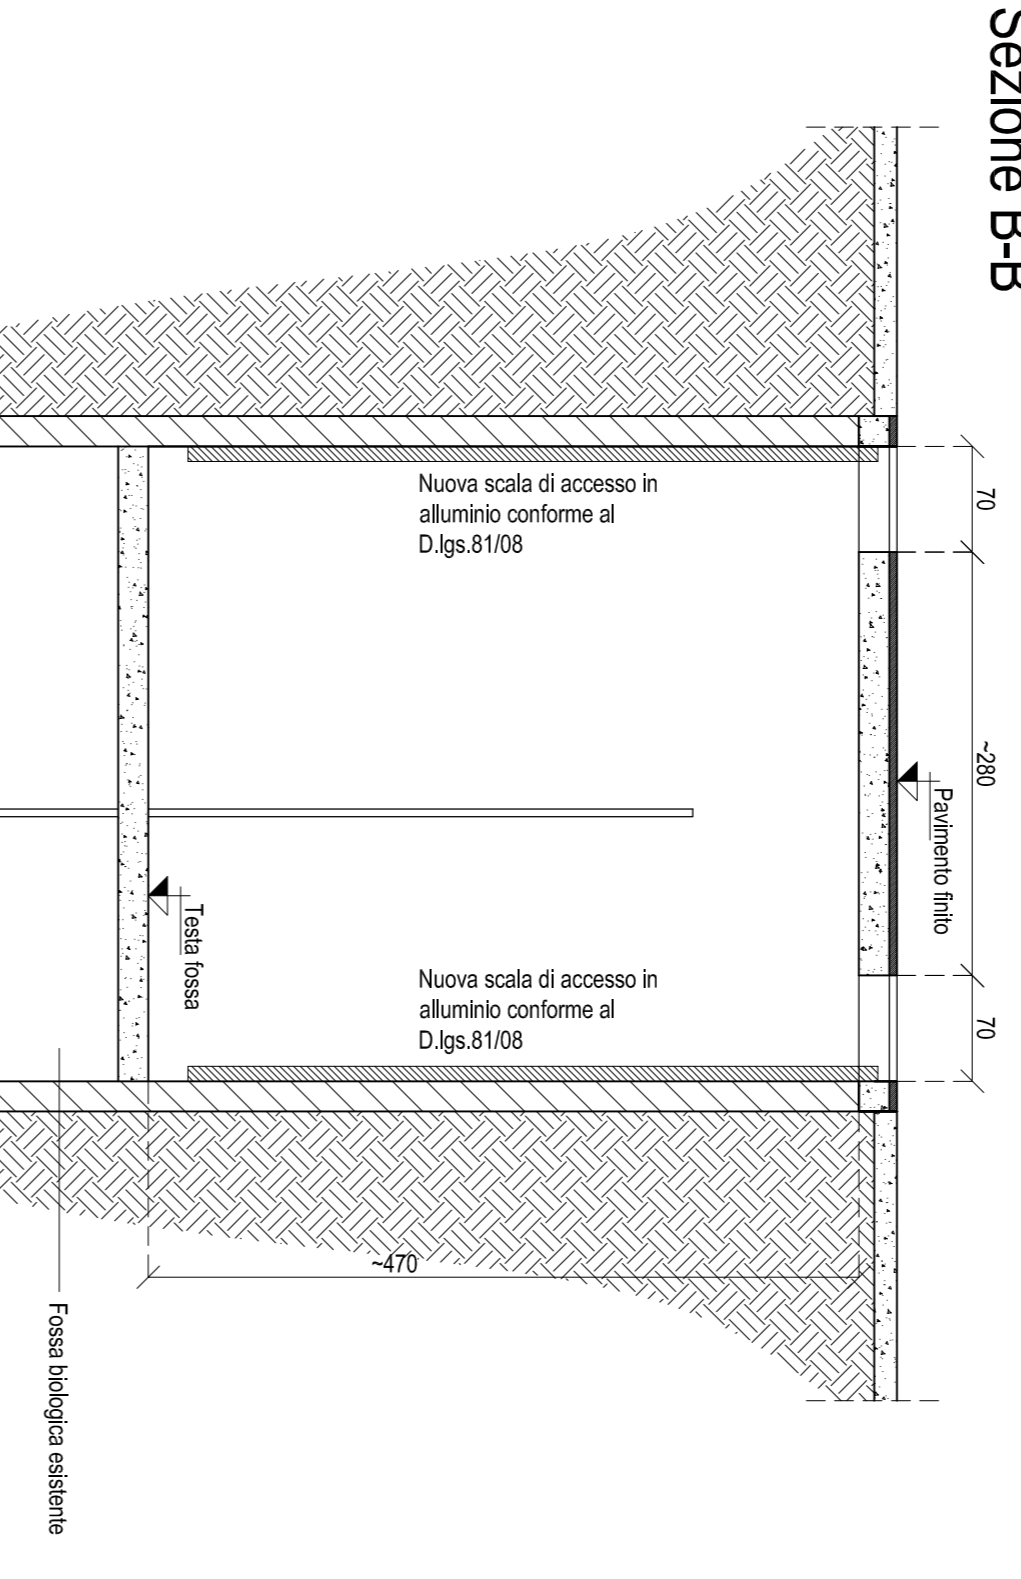 Sezione B-B
70
~280
70
Pavimento finito
Nuova scala di accesso in
alluminio conforme al
D.lgs.81/08
Testa fossa
Nuova scala di accesso in
alluminio conforme al
D.lgs.81/08
~470
Fossa biologica esistente